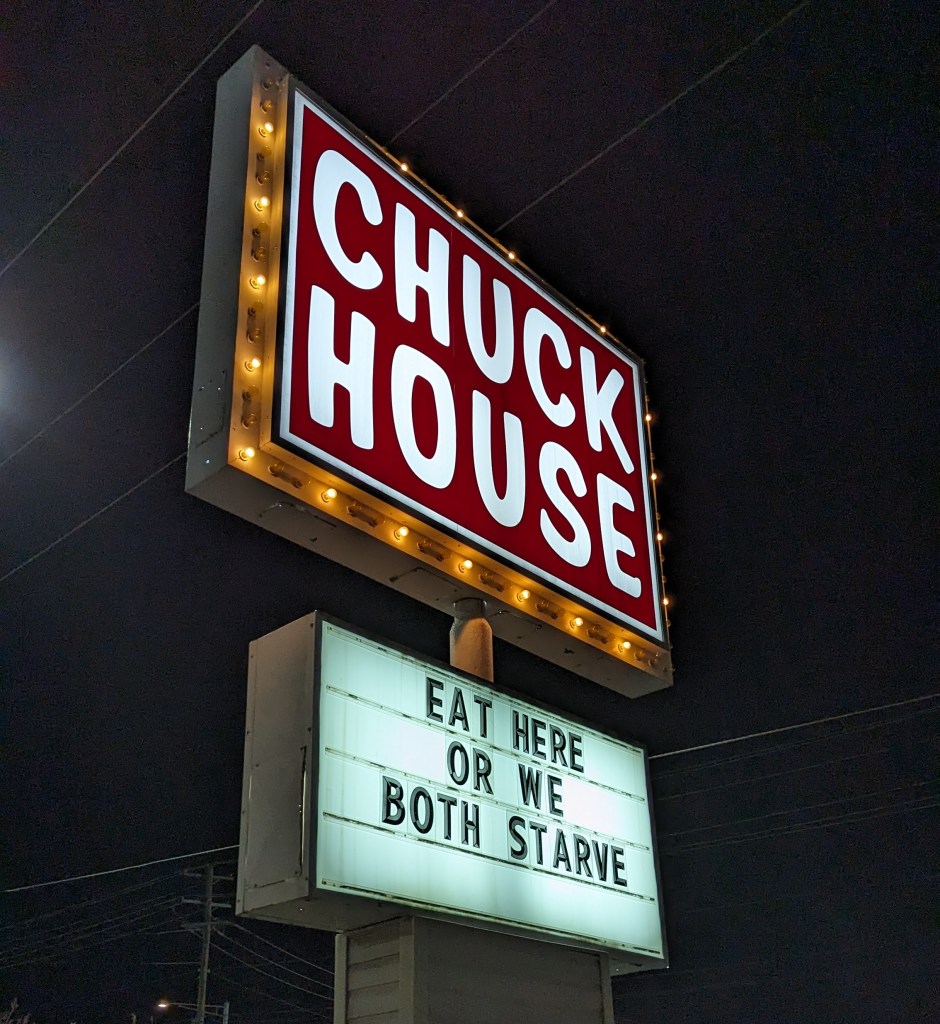 CHUCK
HOUSE
EAT HERE
OR WE
BOTH STARVE